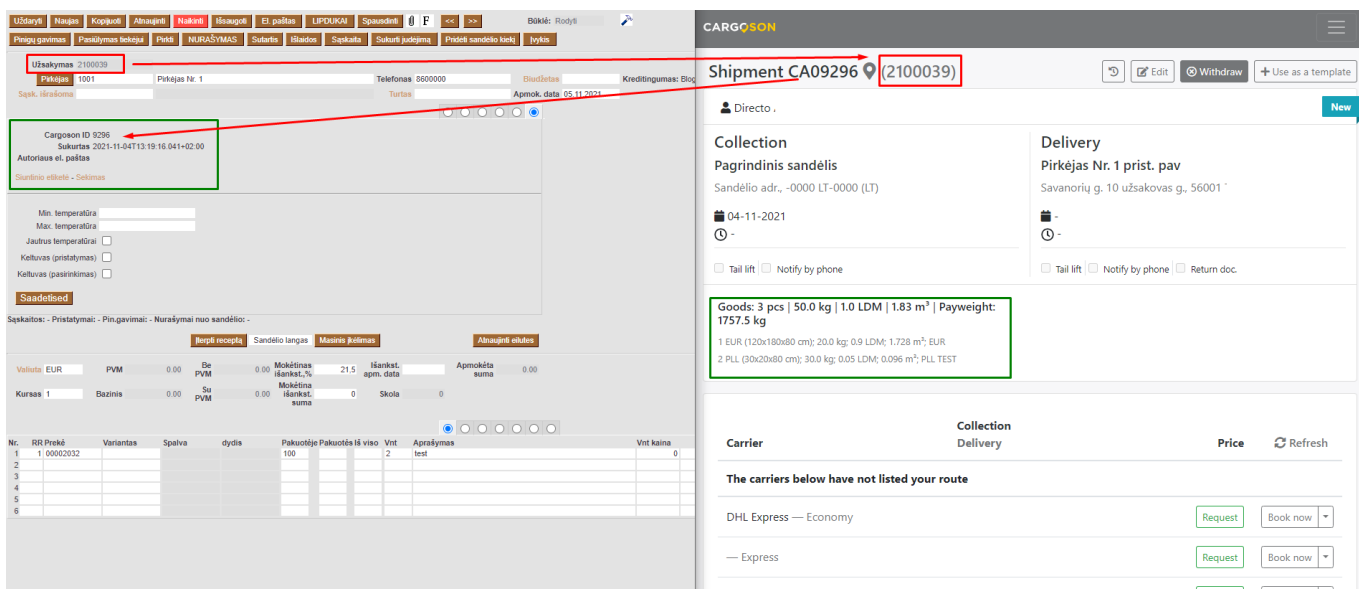 Uždaryti Naujas Kopijuoti Atnaujinti Naikinti Išsaugoti El. paštas LIPDUKAI Spausdinti F << >> Būklė: Rodyti
Pinigų gavimas Pasiūlymas tiekėjui Pirkti NURAŠYMAS Sutartis Išlaidos Sąskaita Sukurti judėjimą Pridėti sandėlio kiekį Įvykis
Užsakymas 2100039
Pirkėjas 1001 Pirkėjas Nr. 1 Telefonas 8600000 Biudžetas Kreditingumas: Blog
Sąsk. išrašoma Turtas Apmok. data 05.11.2021
Cargoson ID 9296
Sukurtas 2021-11-04T13:19:16.041+02:00
Autoriaus el. paštas
Siuntinio etiketė - Sekimas
Min. temperatūra
Max. temperatūra
Jautrus temperatūrai
Keltuvas (pristatymas)
Keltuvas (pasirinkimas)
Saadetised
Sąskaitos: - Pristatymai: - Pin.gavimai: - Nurašymai nuo sandėlio: -
Įterpti receptą Sandėlio langas Masinis įkėlimas Atnaujinti eilutes
Valiuta EUR PVM 0.00 Be PVM 0.00 Mokėtinas išankst.,% 21,5 Išankst. apm. data Apmokėta suma 0.00
Kursas 1 Bazinis 0.00 Su PVM 0.00 Mokėtina išankst. suma 0 Skola 0
Nr. RR Prekė Variantas Spalva dydis Pakuotėje Pakuotės Iš viso Vnt Aprašymas Vnt kaina
1 1 00002032 100 2 test 0
2
3
4
5
6
CARGOSON
Shipment CA09296 (2100039) Edit Withdraw + Use as a template
Directo . New
Collection Delivery
Pagrindinis sandėlis Pirkėjas Nr. 1 prist. pav
Sandėlio adr., -0000 LT-0000 (LT) Savanorių g. 10 užsakovas g., 56001
04-11-2021 -
- -
Tail lift Notify by phone Tail lift Notify by phone Return doc.
Goods: 3 pcs | 50.0 kg | 1.0 LDM | 1.83 m³ | Payweight:
1757.5 kg
1 EUR (120x180x80 cm); 20.0 kg; 0.9 LDM; 1.728 m³; EUR
2 PLL (30x20x80 cm); 30.0 kg; 0.05 LDM; 0.096 m³; PLL TEST
Carrier Collection Delivery Price Refresh
The carriers below have not listed your route
DHL Express — Economy Request Book now
— Express Request Book now